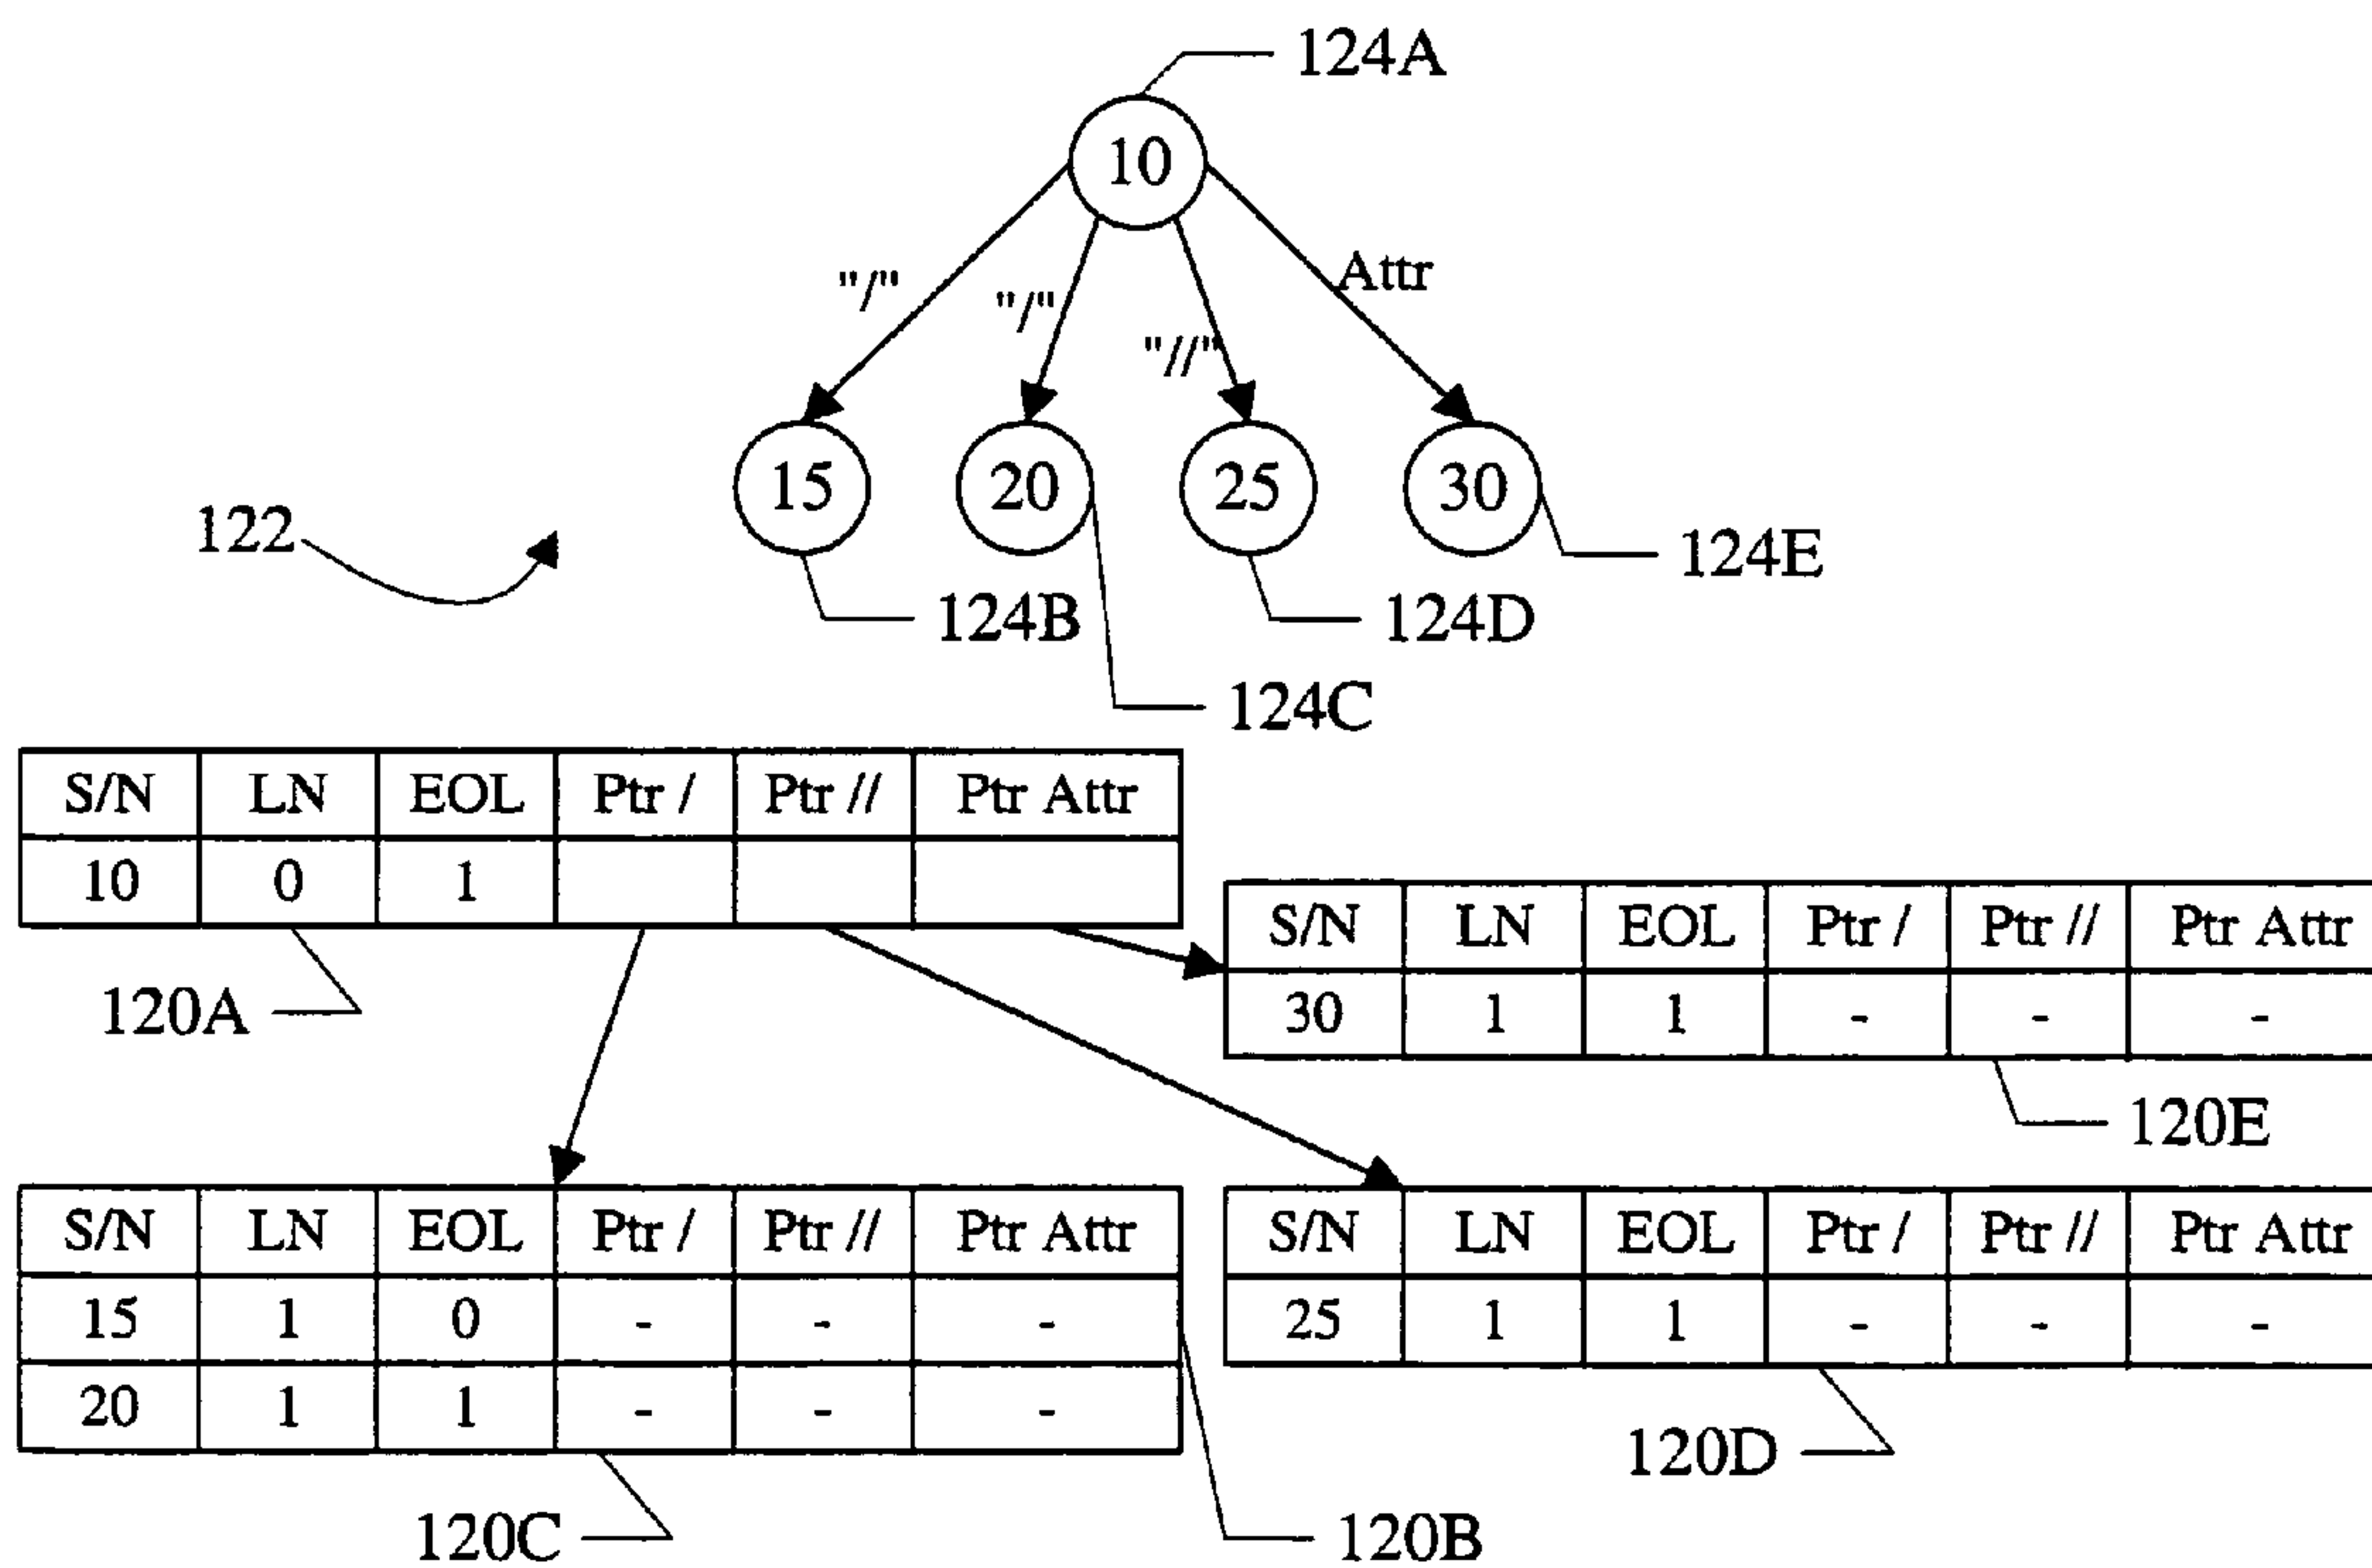 124A
10
"/" "/" "//" Attr
15 20 25 30
122
124B 124D 124E
124C
S/N LN EOL Ptr / Ptr // Ptr Attr
10 0 1
120A
S/N LN EOL Ptr / Ptr // Ptr Attr
30 1 1 - - -
120E
S/N LN EOL Ptr / Ptr // Ptr Attr
15 1 0 - - -
20 1 1 - - -
120C 120B
S/N LN EOL Ptr / Ptr // Ptr Attr
25 1 1 - - -
120D